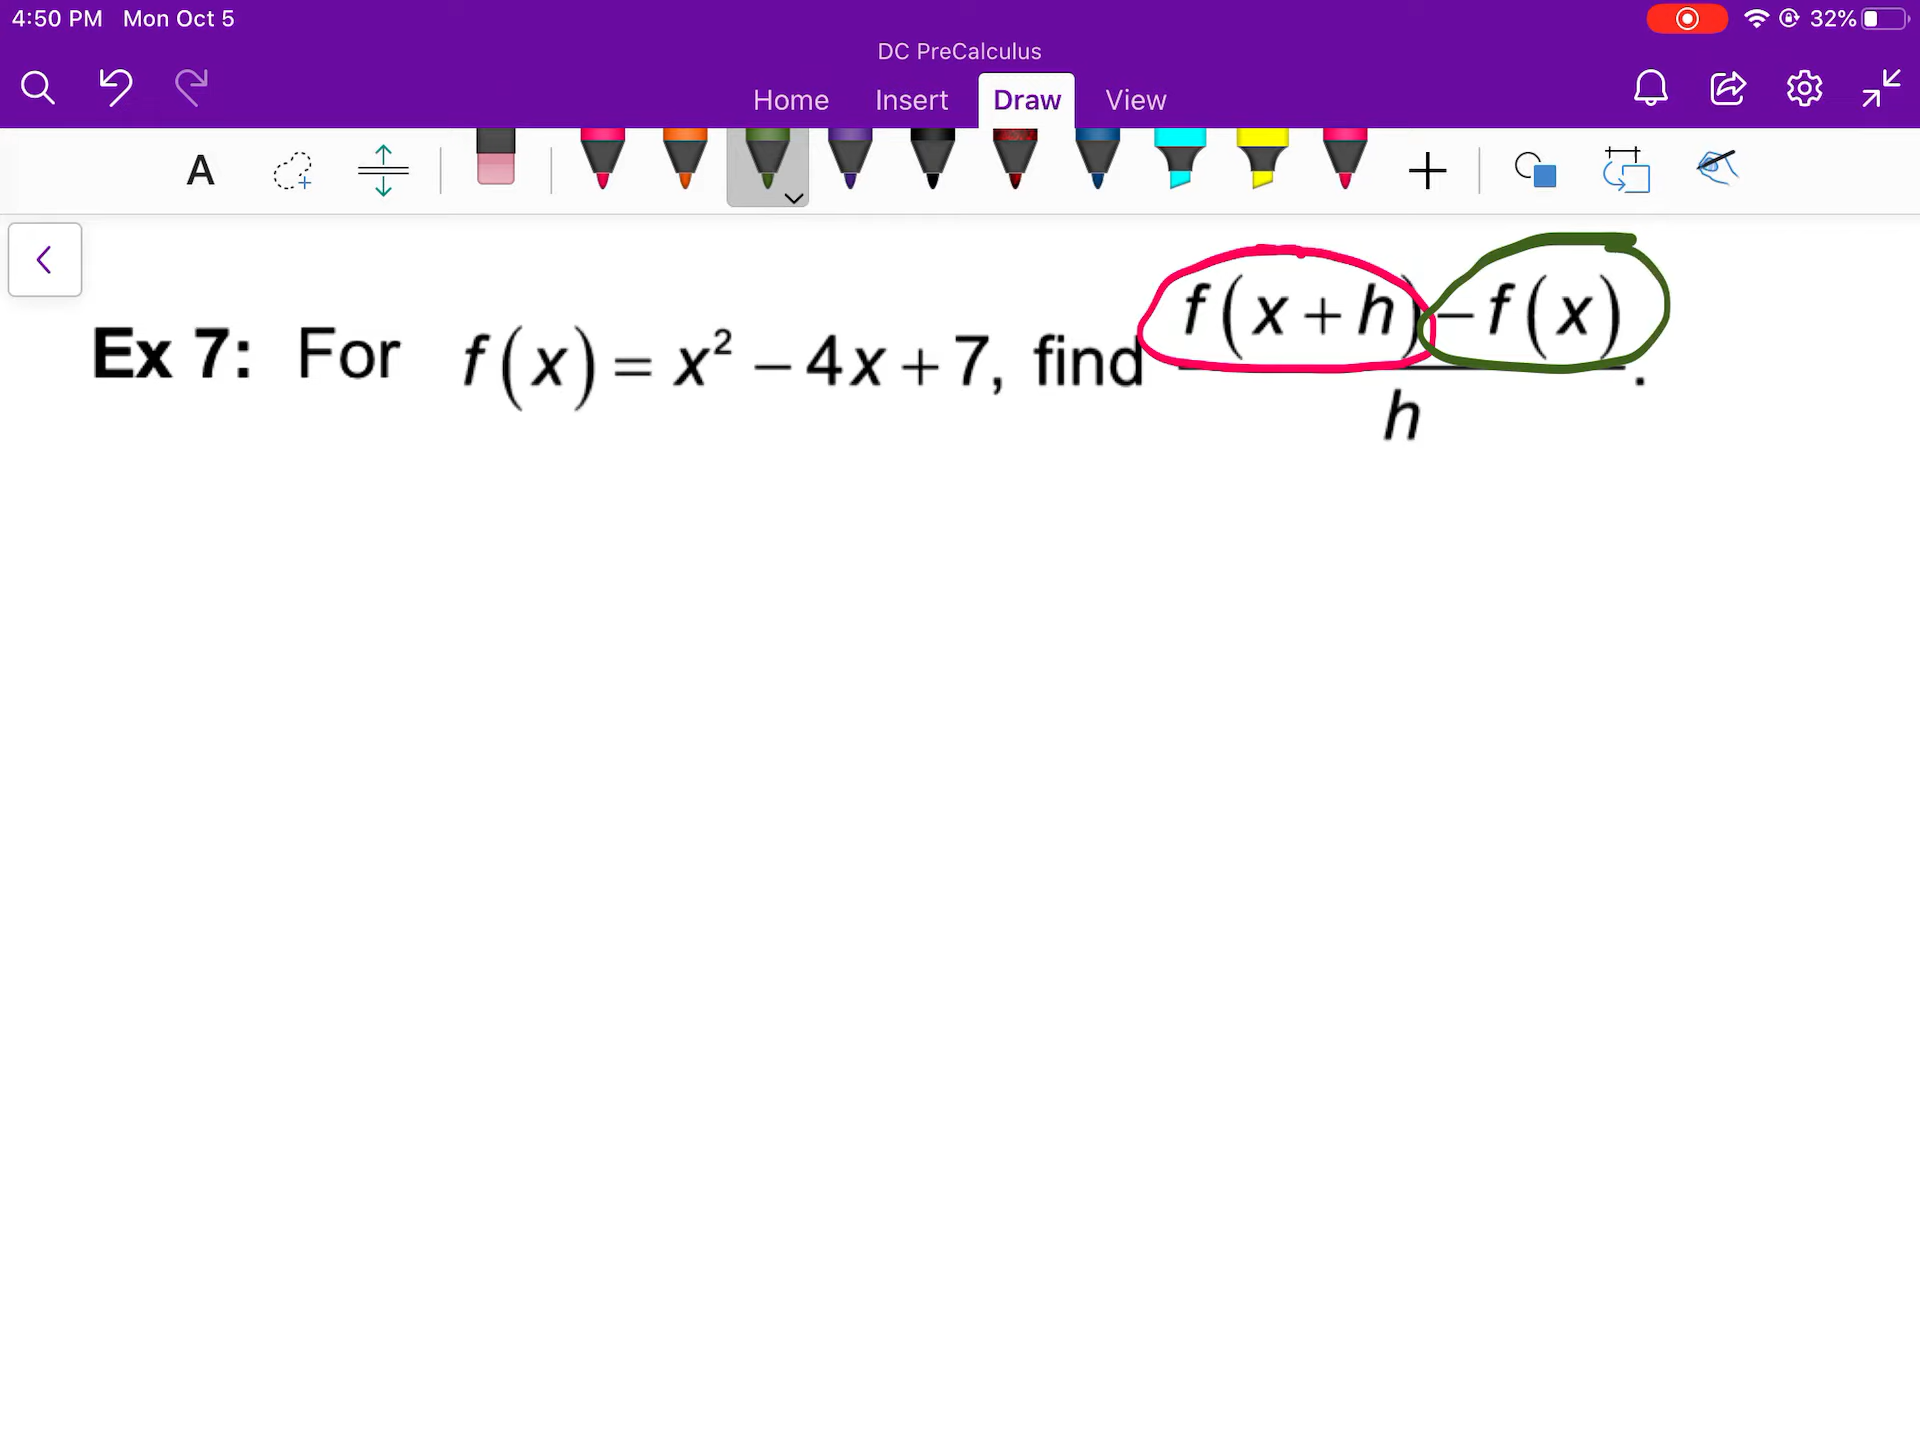 4:50 PM Mon Oct 5
32%
DC PreCalculus
Home Insert Draw View
A
Ex 7: For f(x) = x² − 4x + 7, find (f(x + h) − f(x))/h.